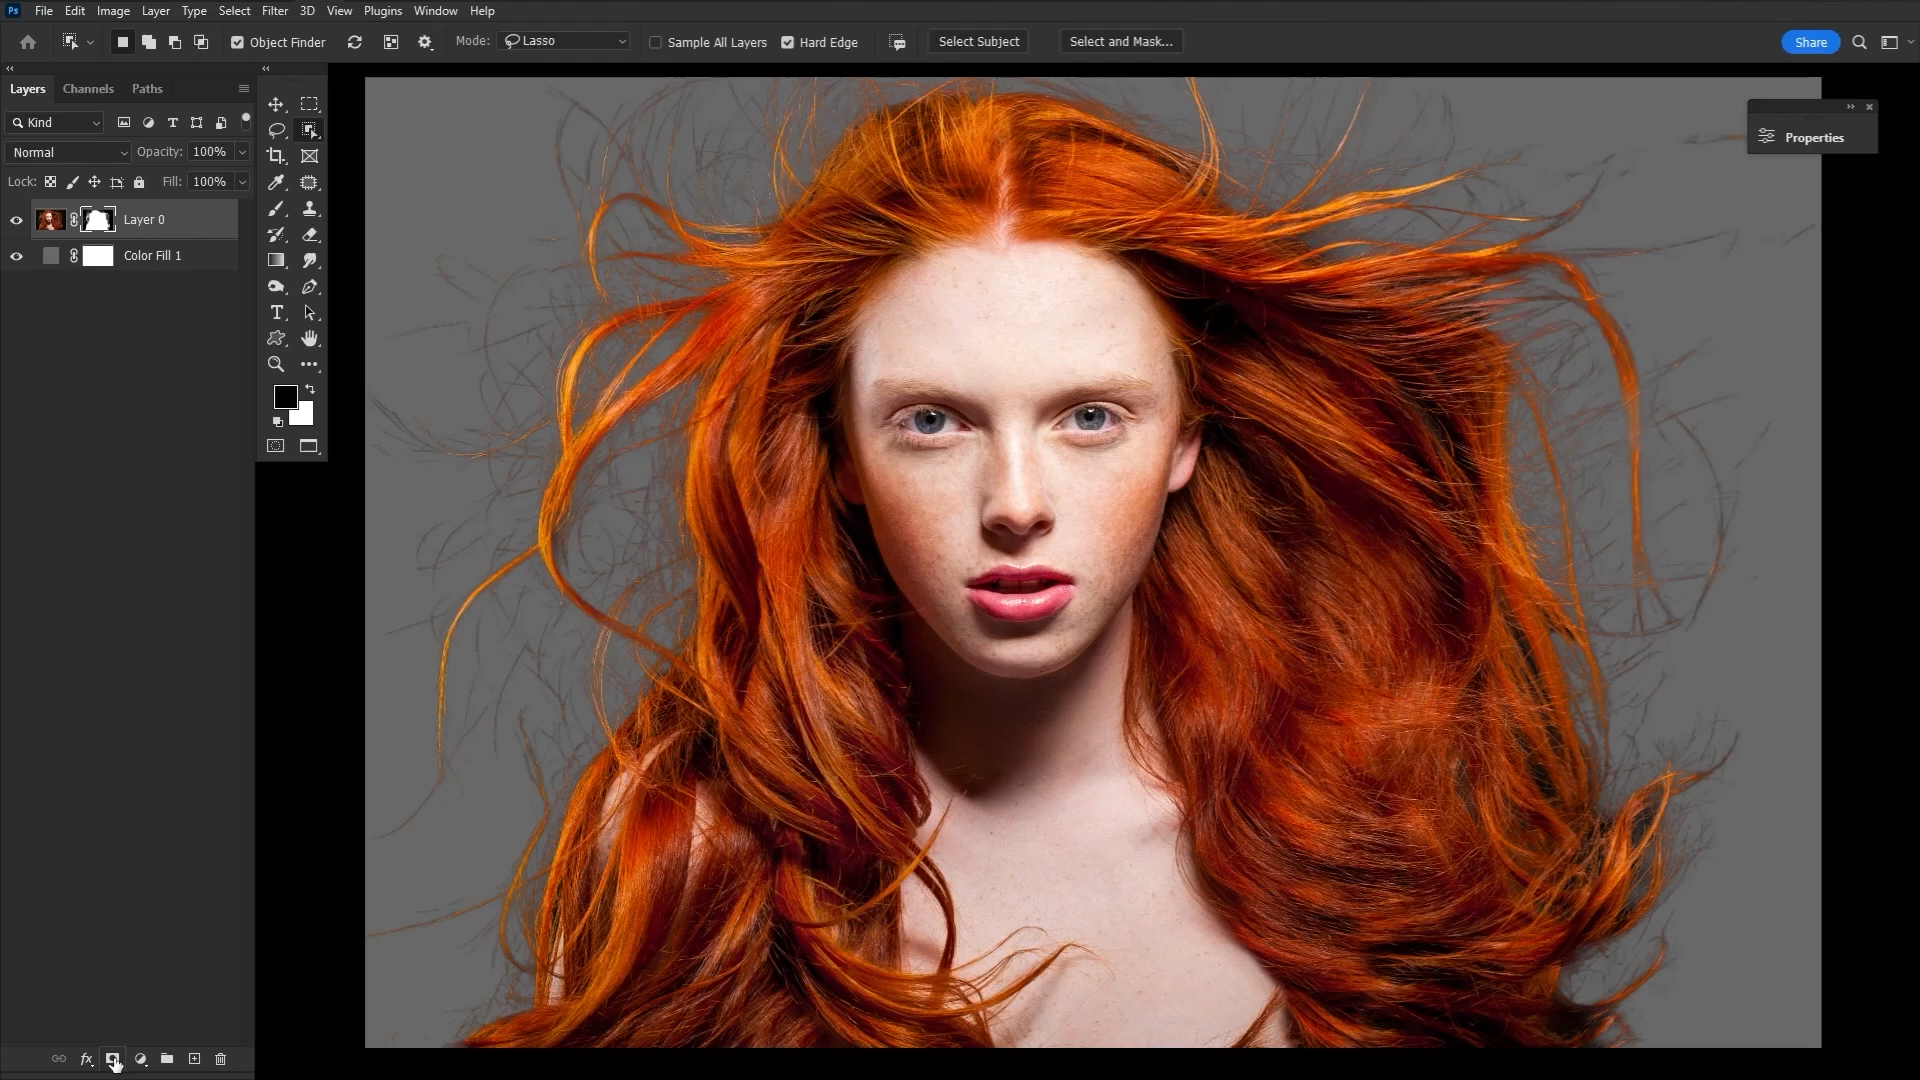 Ps File Edit Image Layer Type Select Filter 3D View Plugins Window Help
Object Finder Mode: Lasso Sample All Layers Hard Edge Select Subject Select and Mask... Share
Layers Channels Paths
Kind
Normal Opacity: 100%
Lock: Fill: 100%
Layer 0
Color Fill 1
Properties
fx